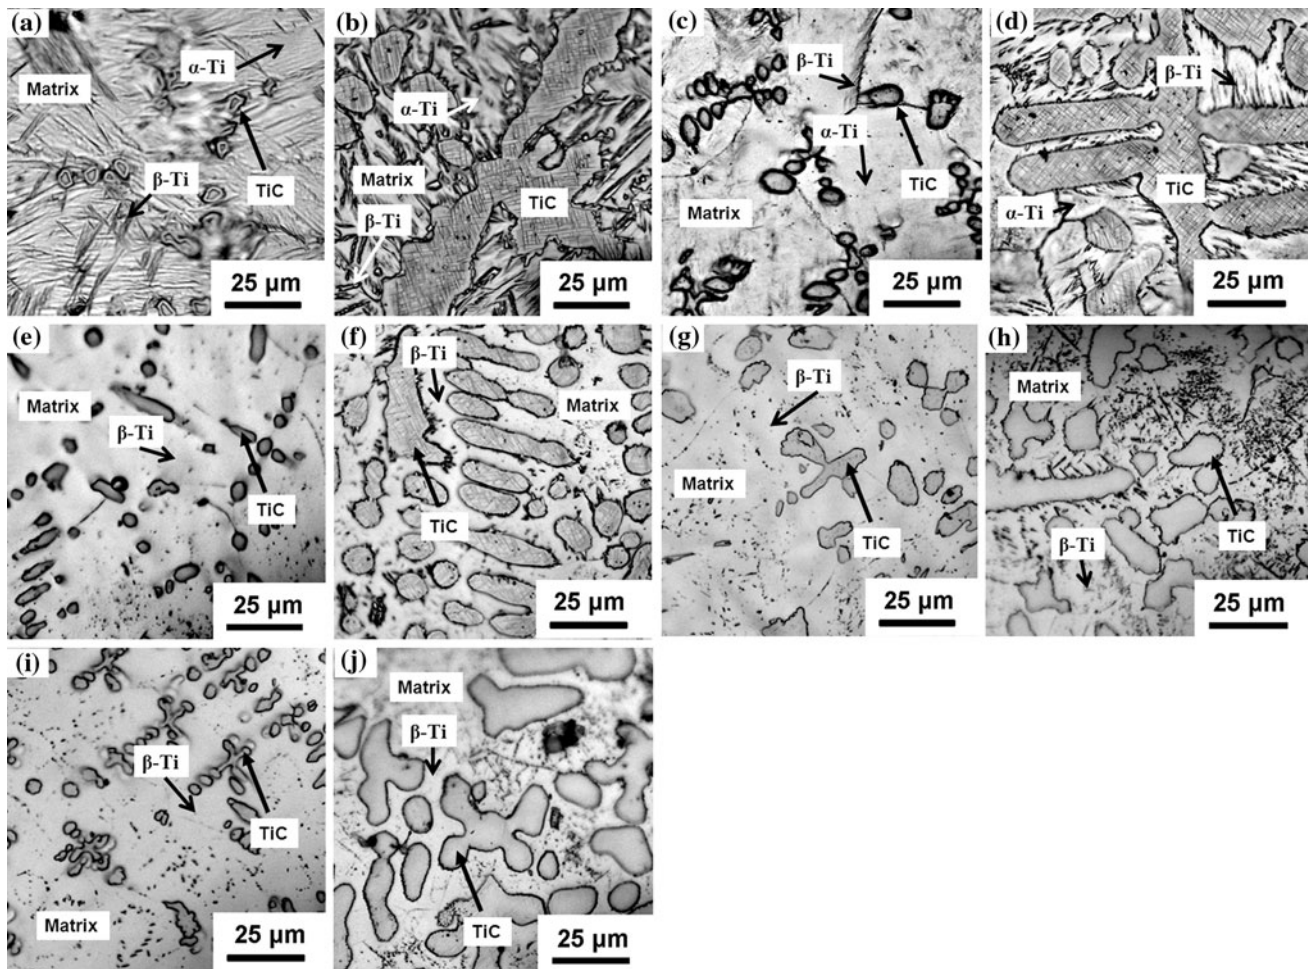 (a)
α-Ti
Matrix
TiC
β-Ti
25 µm
(b)
α-Ti
Matrix
TiC
β-Ti
25 µm
(c)
β-Ti
α-Ti
TiC
Matrix
25 µm
(d)
β-Ti
TiC
α-Ti
25 µm
(e)
Matrix
β-Ti
TiC
25 µm
(f)
β-Ti
Matrix
TiC
25 µm
(g)
β-Ti
Matrix
TiC
25 µm
(h)
Matrix
TiC
β-Ti
25 µm
(i)
β-Ti
TiC
Matrix
25 µm
(j)
Matrix
β-Ti
TiC
25 µm